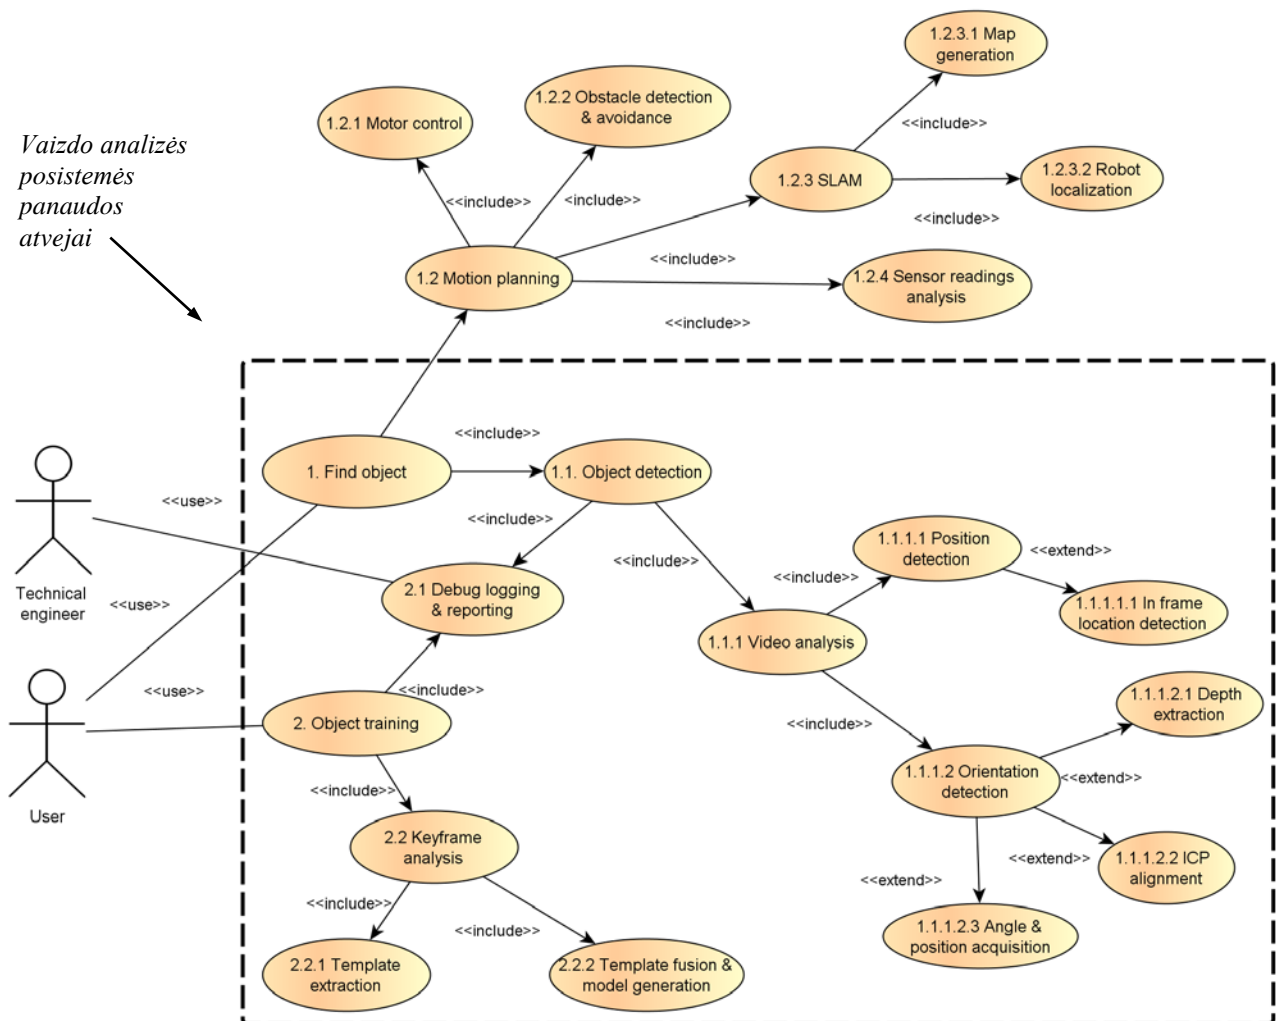 1.2.3.1 Map
generation
1.2.2 Obstacle detection
& avoidance
1.2.1 Motor control
<<include>>
Vaizdo analizės
posistemės
panaudos
atvejai
1.2.3 SLAM
1.2.3.2 Robot
localization
<<include>>
<include>>
<<include>>
<<include>>
1.2 Motion planning
1.2.4 Sensor readings
analysis
<<include>>
<<include>>
1. Find object
1.1. Object detection
<<use>>
<<include>>
1.1.1.1 Position
detection
<<extend>>
<<include>>
<<include>>
Technical
engineer
2.1 Debug logging
& reporting
<<use>>
1.1.1.1.1 In frame
location detection
1.1.1 Video analysis
<<use>>
<<include>>
1.1.1.2.1 Depth
extraction
2. Object training
<<include>>
1.1.1.2 Orientation
detection
<<extend>>
<<include>>
User
2.2 Keyframe
analysis
<<extend>>
1.1.1.2.2 ICP
alignment
<<extend>>
<<include>>
<<include>>
1.1.1.2.3 Angle &
position acquisition
2.2.1 Template
extraction
2.2.2 Template fusion &
model generation